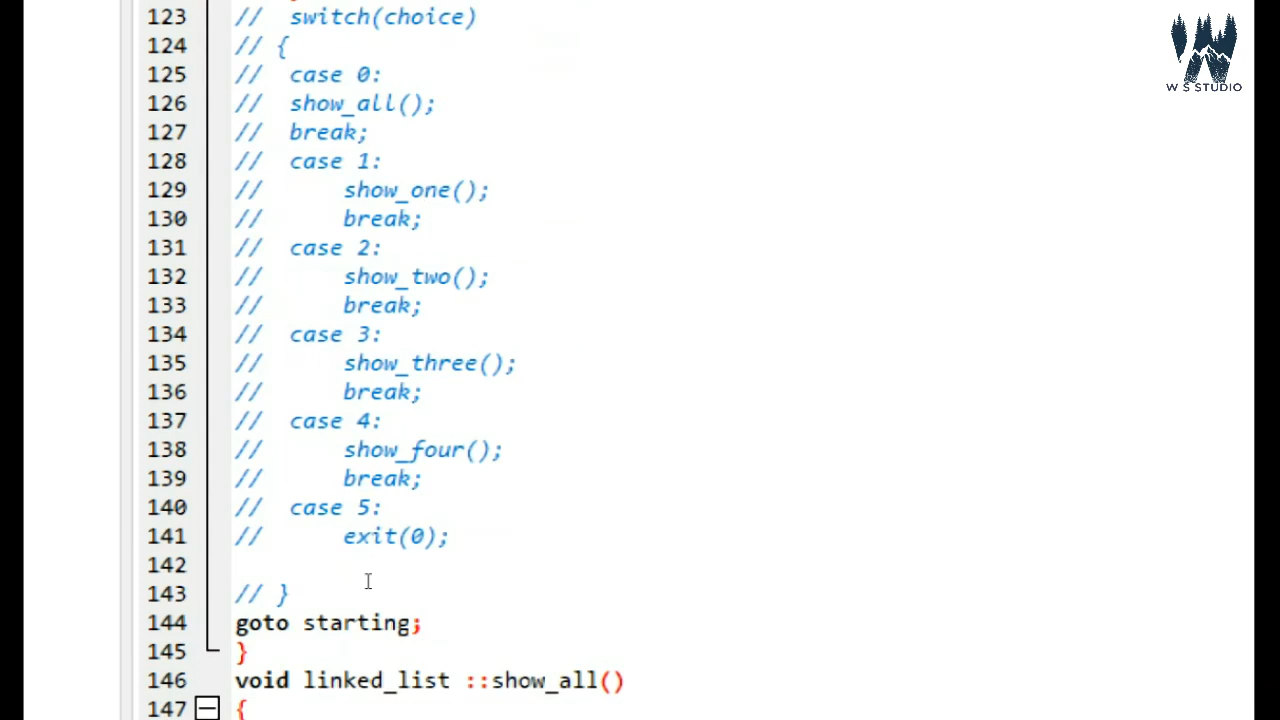 123 // switch(choice)
124 // {
125 // case 0:
126 // show_all();
127 // break;
128 // case 1:
129 // show_one();
130 // break;
131 // case 2:
132 // show_two();
133 // break;
134 // case 3:
135 // show_three();
136 // break;
137 // case 4:
138 // show_four();
139 // break;
140 // case 5:
141 // exit(0);
142
143 // }
144 goto starting;
145 }
146 void linked_list ::show_all()
147 {
W S STUDIO